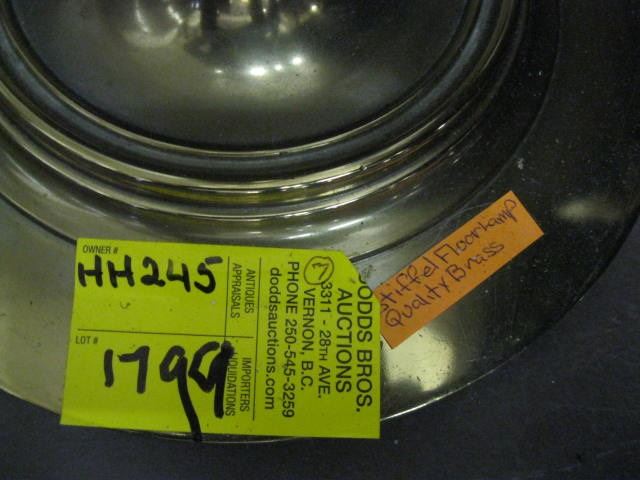 OWNER #
HH245
LOT #
1799
ANTIQUES
APPRAISALS
IMPORTERS
LIQUIDATIONS
DODDS BROS.
AUCTIONS
3311 - 28TH AVE.
VERNON, B.C.
PHONE 250-545-3259
doddsauctions.com
Stiffel Floorlamp
Quality Brass